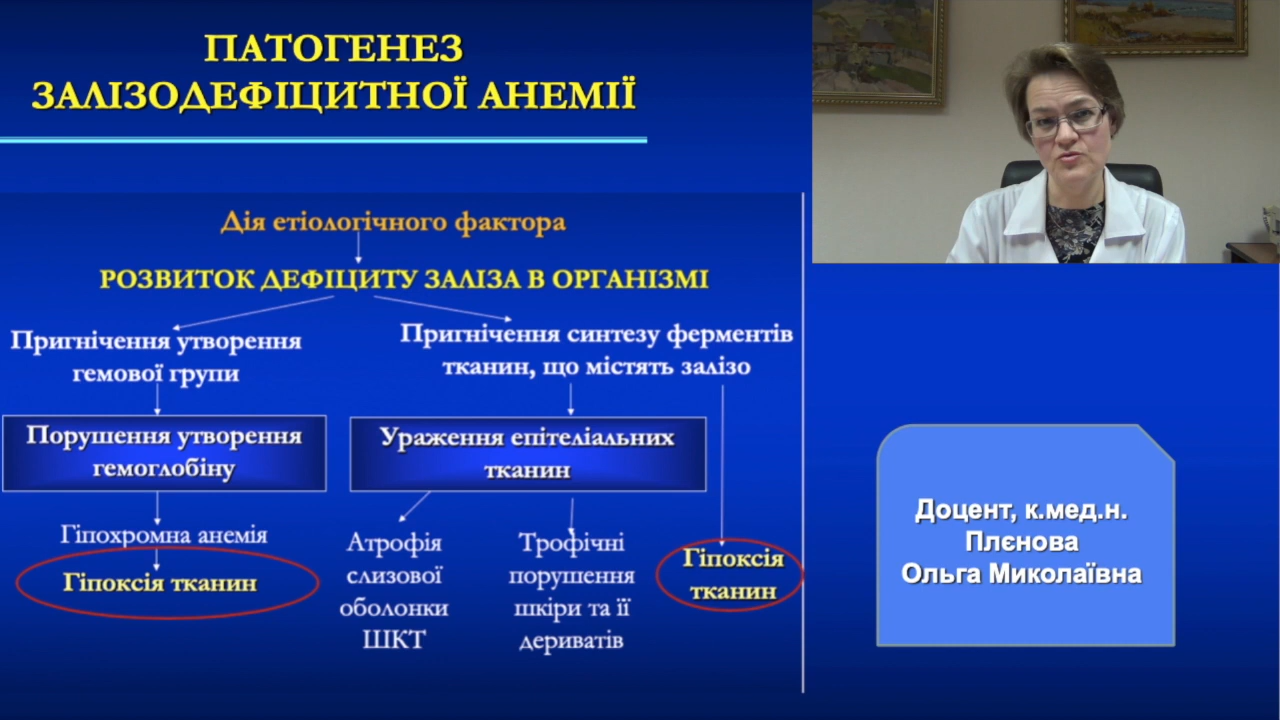 ПАТОГЕНЕЗ
ЗАЛІЗОДЕФІЦИТНОЇ АНЕМІЇ
Дія етіологічного фактора
РОЗВИТОК ДЕФІЦИТУ ЗАЛІЗА В ОРГАНІЗМІ
Пригнічення утворення
гемової групи
Пригнічення синтезу ферментів
тканин, що містять залізо
Порушення утворення
гемоглобіну
Ураження епітеліальних
тканин
Гіпохромна анемія
Гіпоксія тканин
Атрофія
слизової
оболонки
ШКТ
Трофічні
порушення
шкіри та її
дериватів
Гіпоксія
тканин
Доцент, к.мед.н.
Плєнова
Ольга Миколаївна